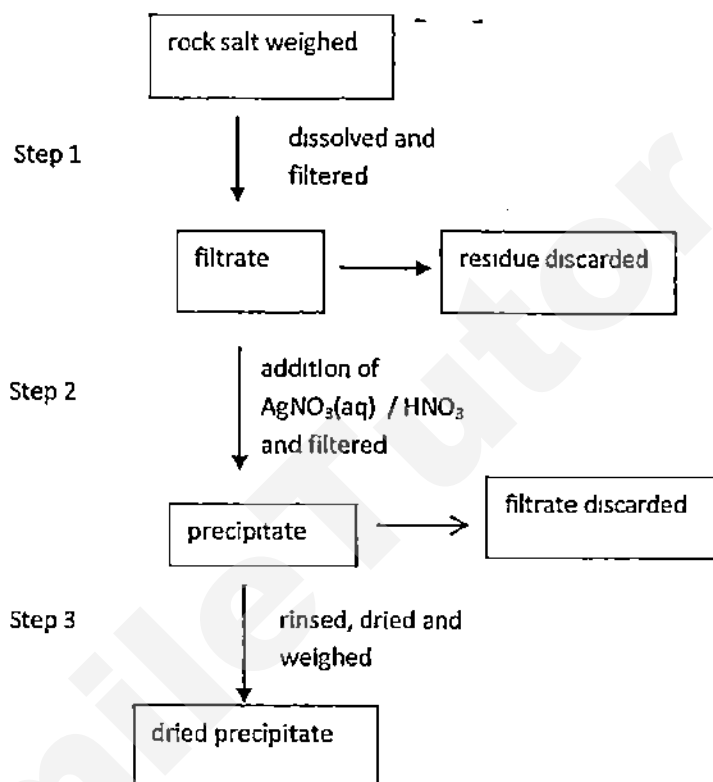 rock salt weighed
Step 1
dissolved and
filtered
filtrate
residue discarded
Step 2
addition of
AgNO₃(aq) / HNO₃
and filtered
precipitate
filtrate discarded
Step 3
rinsed, dried and
weighed
dried precipitate
mileTutor